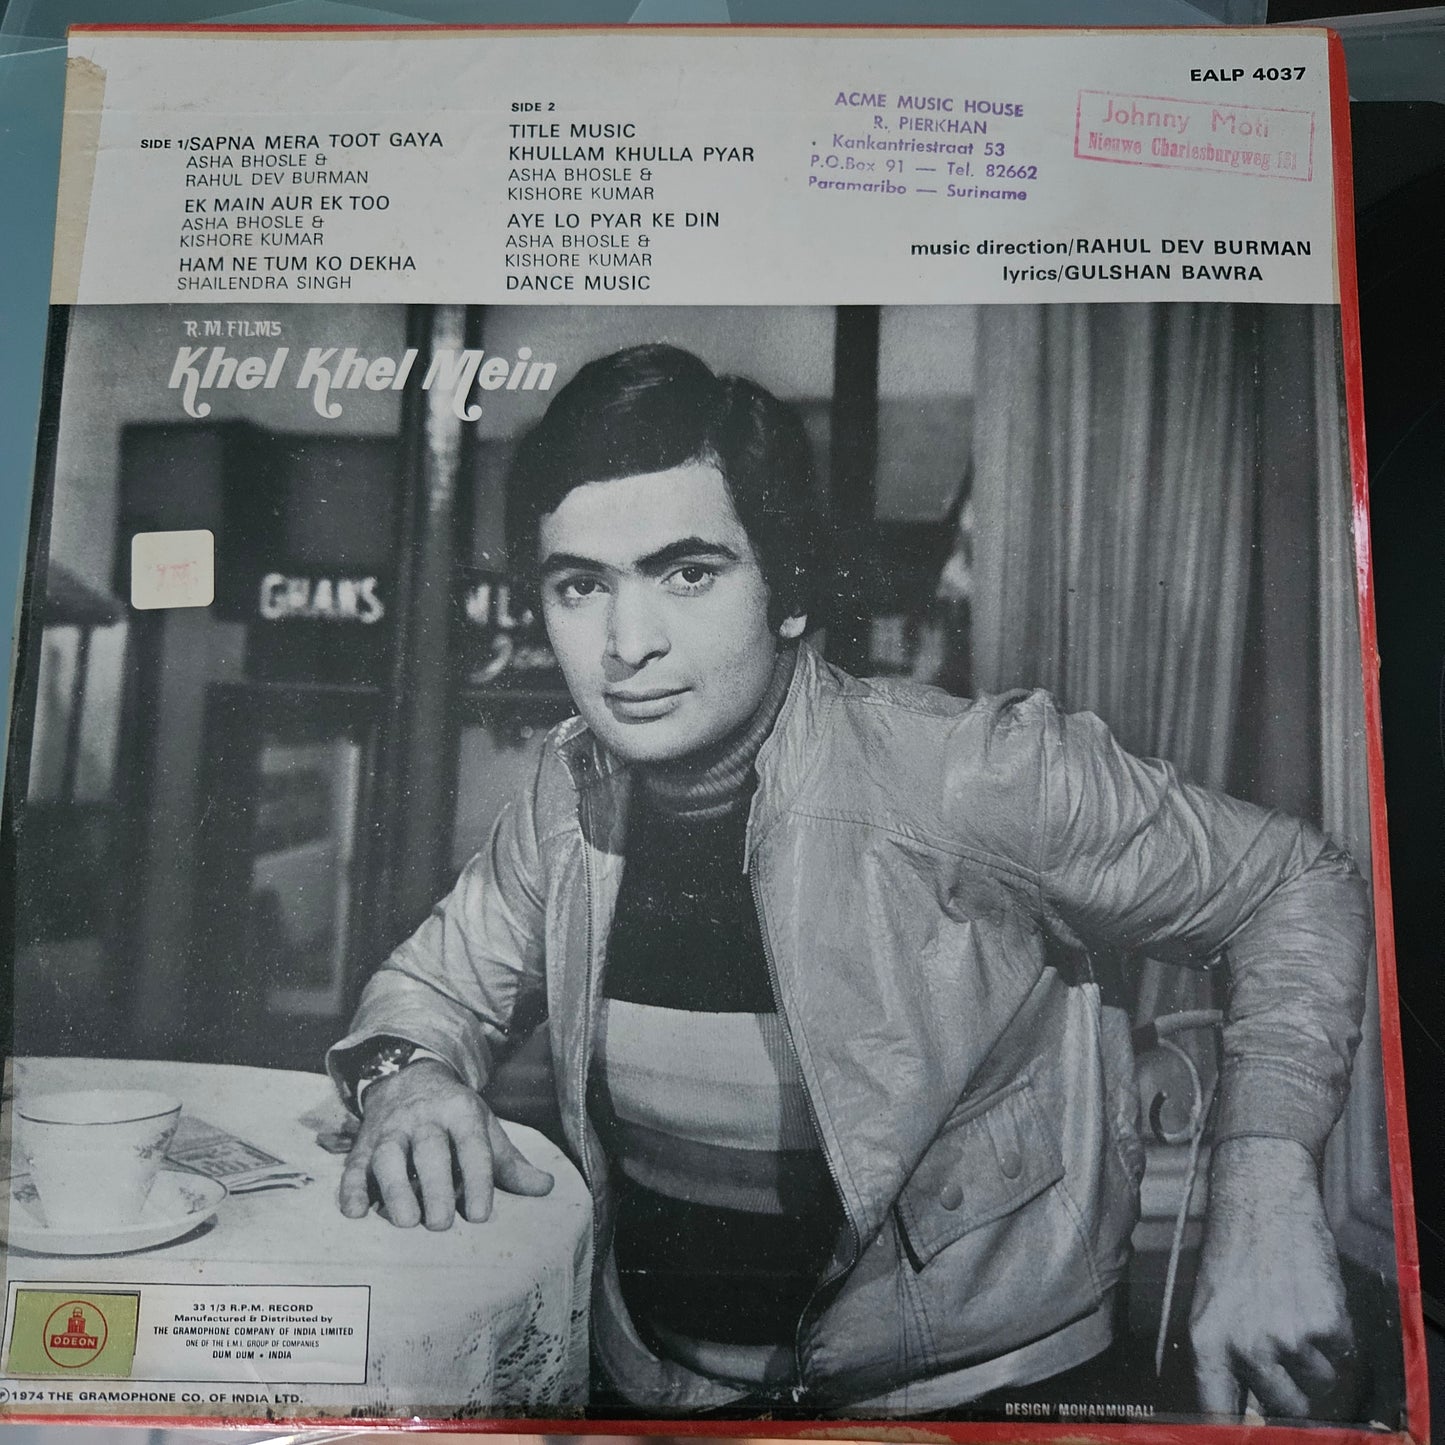 EALP 4037
SIDE 1/SAPNA MERA TOOT GAYA
ASHA BHOSLE &
RAHUL DEV BURMAN
EK MAIN AUR EK TOO
ASHA BHOSLE &
KISHORE KUMAR
HAM NE TUM KO DEKHA
SHAILENDRA SINGH
SIDE 2
TITLE MUSIC
KHULLAM KHULLA PYAR
ASHA BHOSLE &
KISHORE KUMAR
AYE LO PYAR KE DIN
ASHA BHOSLE &
KISHORE KUMAR
DANCE MUSIC
ACME MUSIC HOUSE
R. PIERKHAN
Kankantriestraat 53
P.O.Box 91 — Tel. 82662
Paramaribo — Suriname
Johnny Moti
Nieuwe Charlesburgweg 131
music direction/RAHUL DEV BURMAN
lyrics/GULSHAN BAWRA
R.M. FILMS
Khel Khel Mein
GHANS
ODEON
33 1/3 R.P.M. RECORD
Manufactured & Distributed by
THE GRAMOPHONE COMPANY OF INDIA LIMITED
ONE OF THE E.M.I. GROUP OF COMPANIES
DUM DUM • INDIA
℗1974 THE GRAMOPHONE CO. OF INDIA LTD.
DESIGN/MOHANMURALI